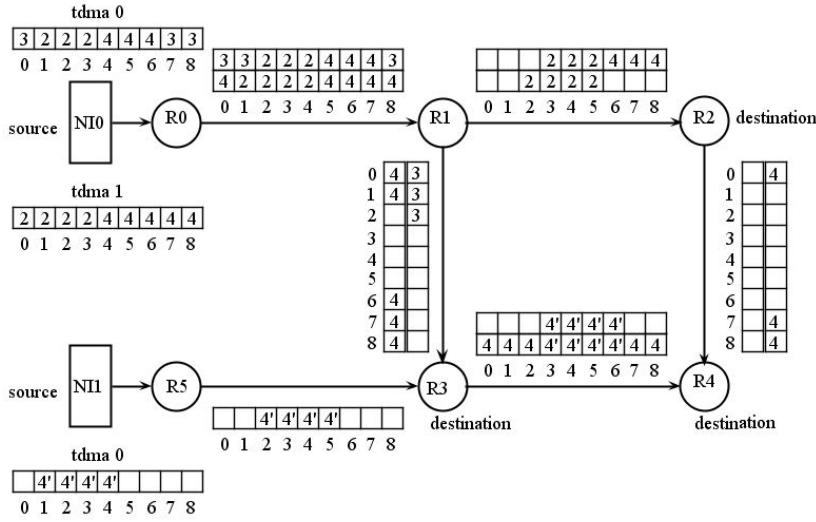 tdma 0
3 2 2 2 4 4 4 3 3
0 1 2 3 4 5 6 7 8
3 3 2 2 2 4 4 4 3
4 2 2 2 2 4 4 4 4
0 1 2 3 4 5 6 7 8
2 2 2 4 4 4
2 2 2 2
0 1 2 3 4 5 6 7 8
source
NI0
R0
R1
R2
destination
tdma 1
2 2 2 2 4 4 4 4 4
0 1 2 3 4 5 6 7 8
0 4 3
1 4 3
2 3
3
4
5
6 4
7 4
8 4
0 4
1
2
3
4
5
6
7 4
8 4
4' 4' 4' 4'
4 4 4 4' 4' 4' 4' 4 4
0 1 2 3 4 5 6 7 8
source
NI1
R5
R3
R4
destination
destination
4' 4' 4' 4'
0 1 2 3 4 5 6 7 8
tdma 0
4' 4' 4' 4'
0 1 2 3 4 5 6 7 8